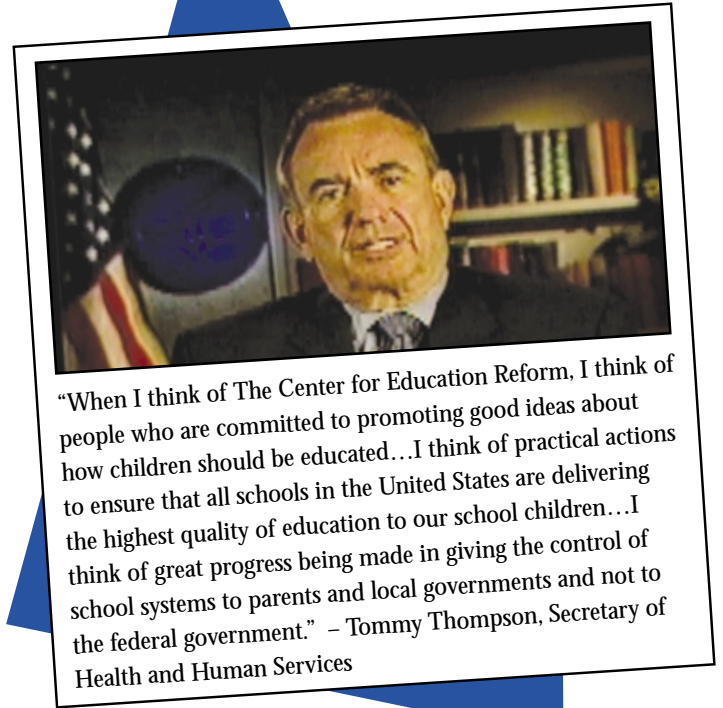 “When I think of The Center for Education Reform, I think of
people who are committed to promoting good ideas about
how children should be educated…I think of practical actions
to ensure that all schools in the United States are delivering
the highest quality of education to our school children…I
think of great progress being made in giving the control of
school systems to parents and local governments and not to
the federal government.”  – Tommy Thompson, Secretary of
Health and Human Services